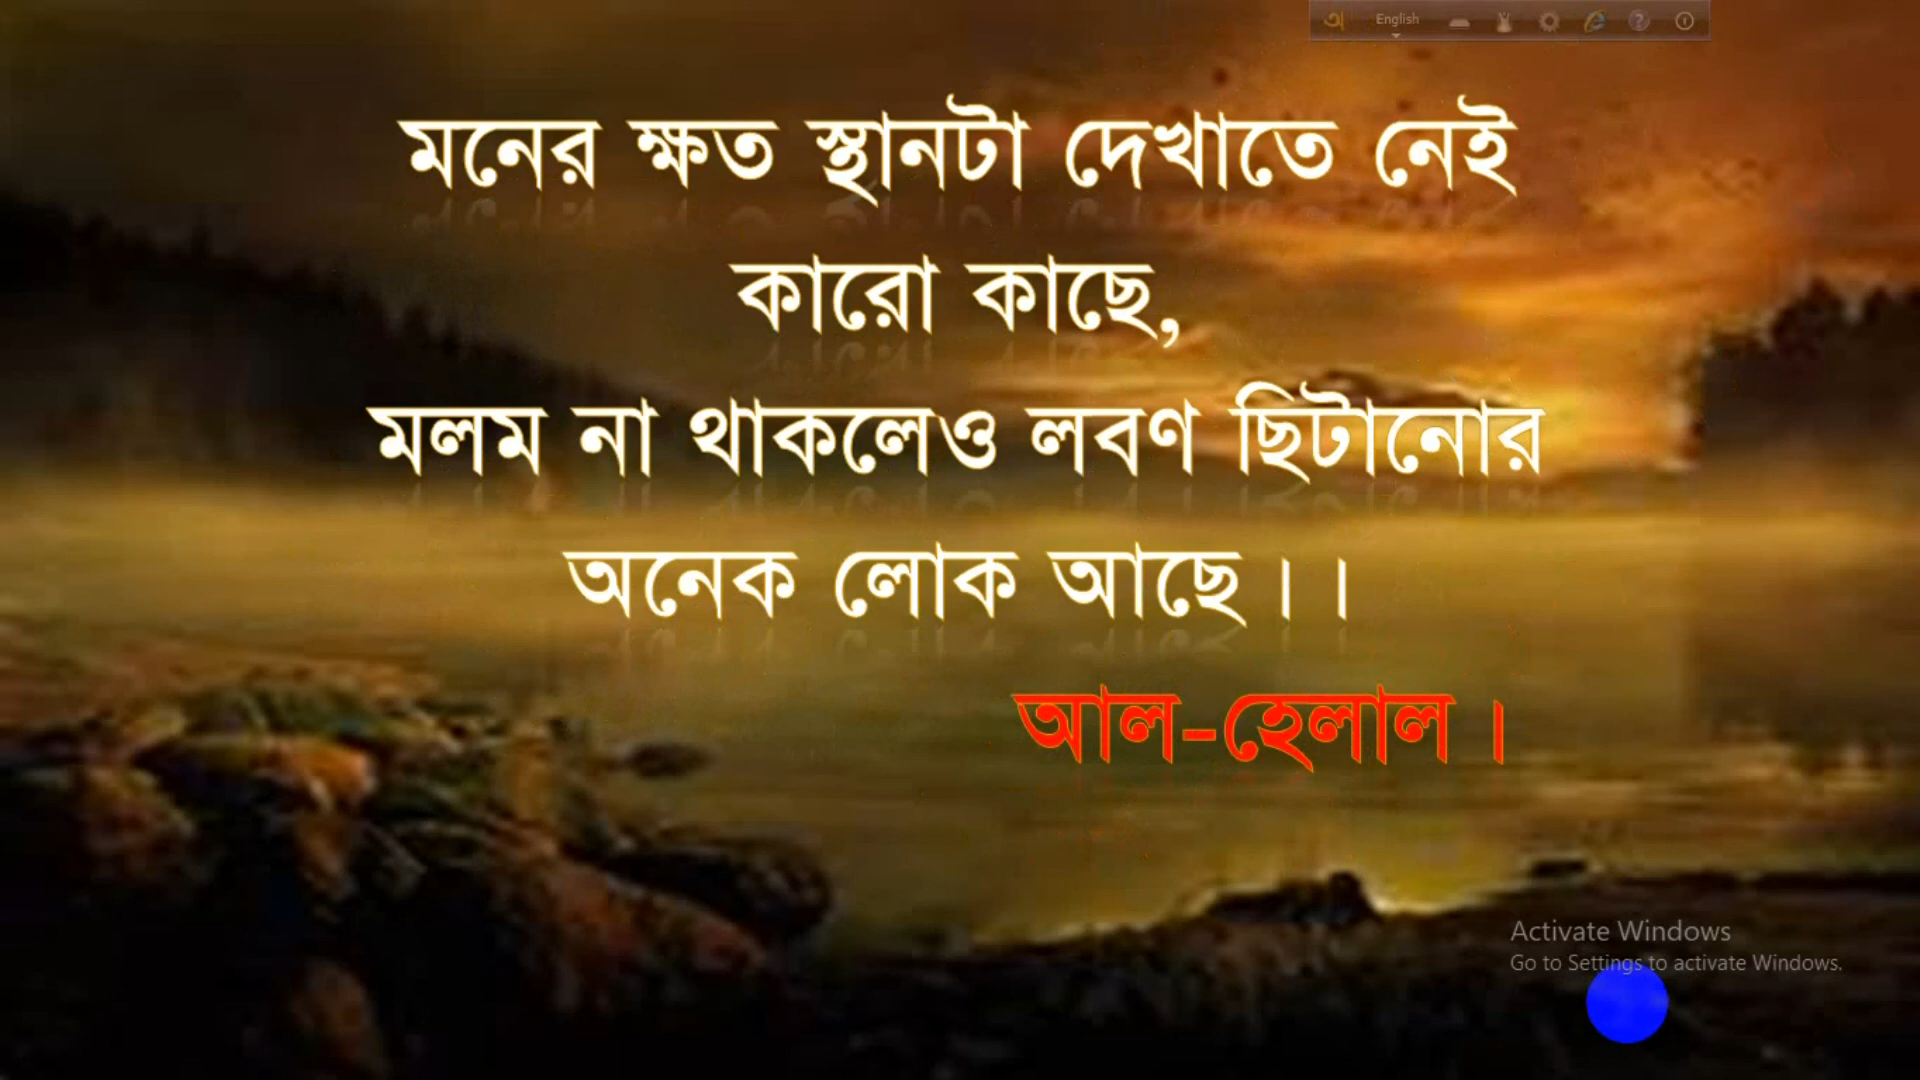 অ English
মনের ক্ষত স্থানটা দেখাতে নেই
কারো কাছে,
মলম না থাকলেও লবণ ছিটানোর
অনেক লোক আছে।।
আল-হেলাল।
Activate Windows
Go to Settings to activate Windows.